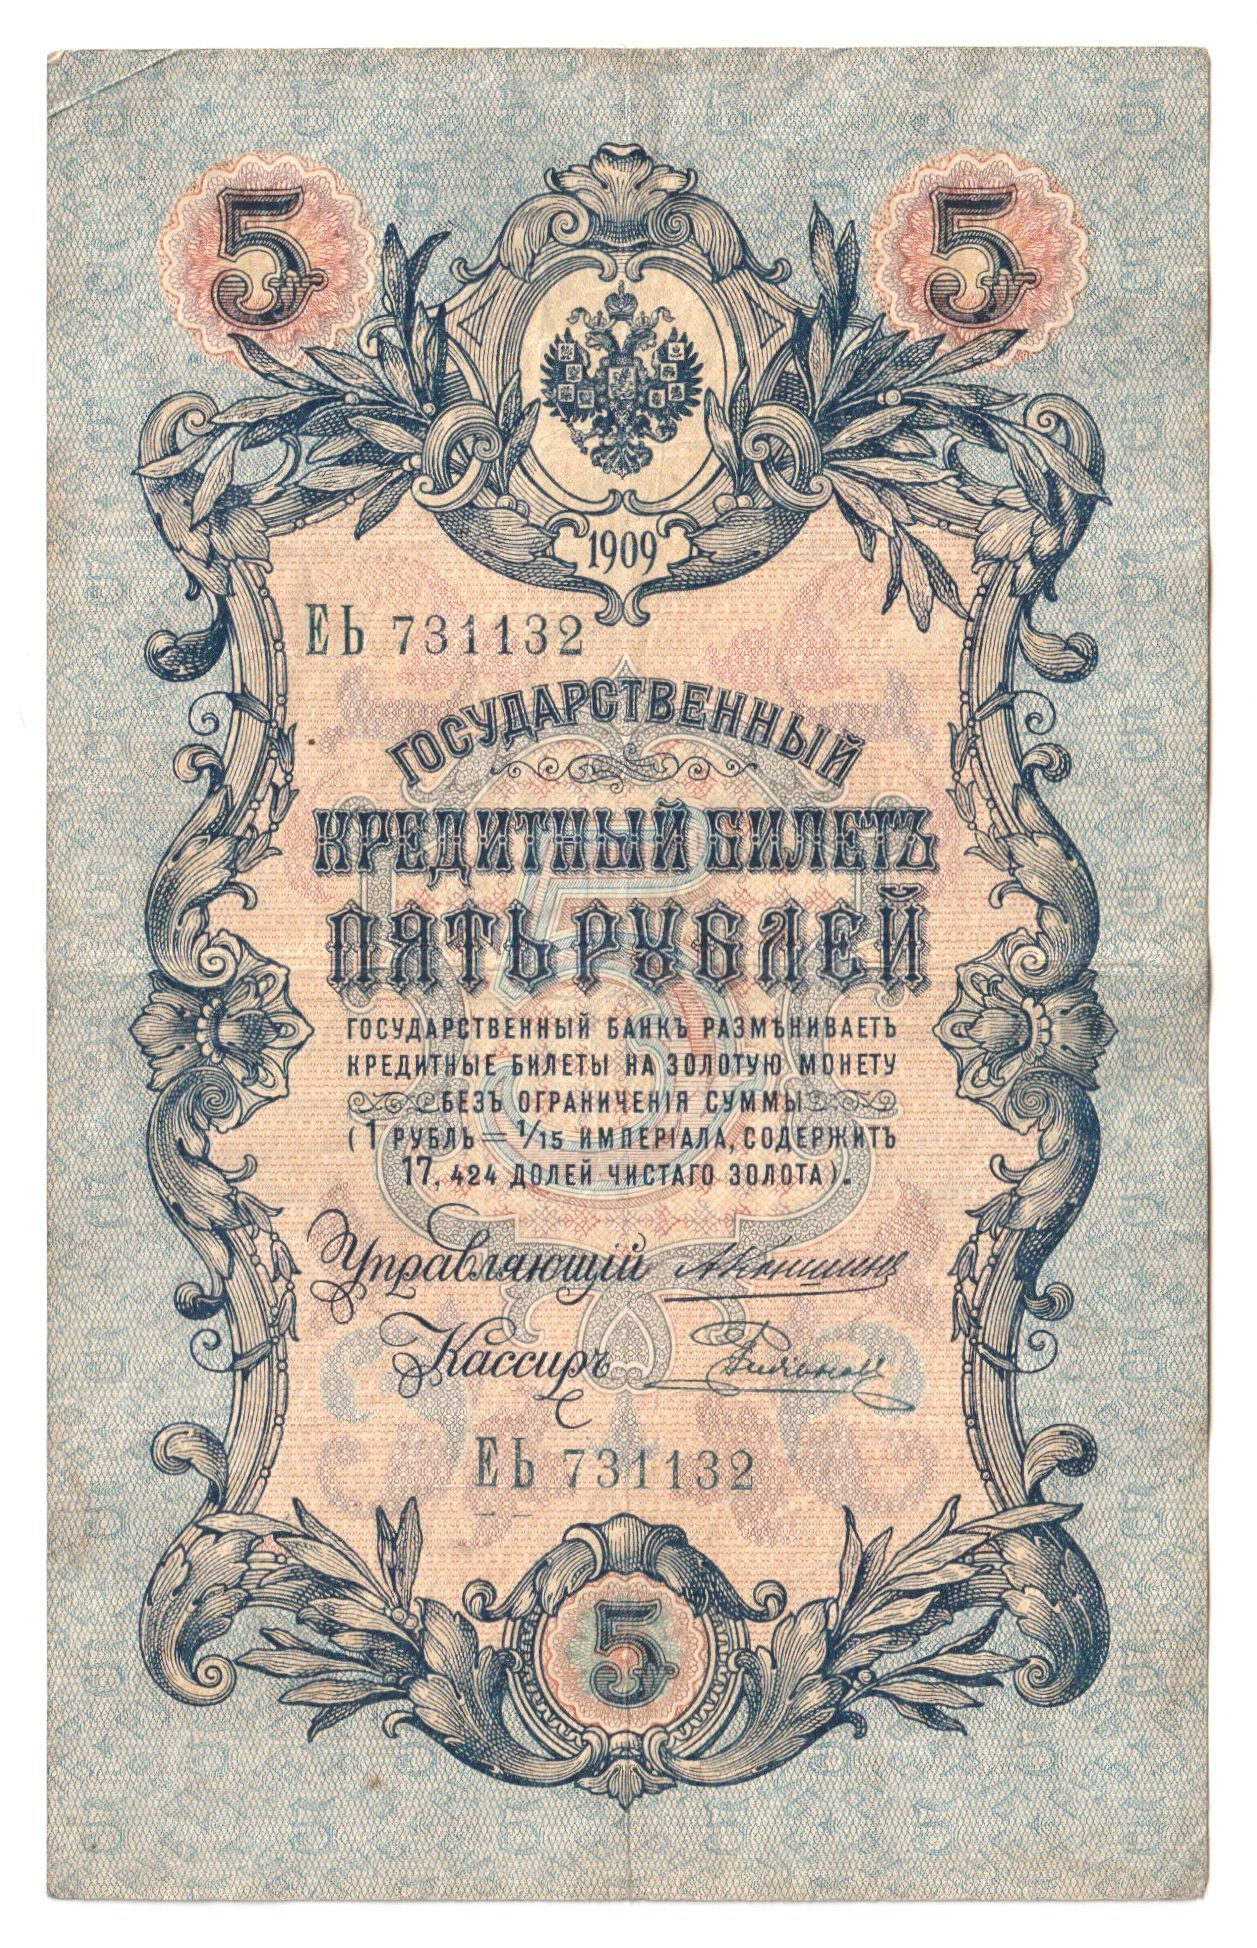 5 5
1909
ЕЬ 731132
ГОСУДАРСТВЕННЫЙ
КРЕДИТНЫЙ БИЛЕТЪ
ПЯТЬ РУБЛЕЙ
ГОСУДАРСТВЕННЫЙ БАНКЪ РАЗМѢНИВАЕТЪ
КРЕДИТНЫЕ БИЛЕТЫ НА ЗОЛОТУЮ МОНЕТУ
БЕЗЪ ОГРАНИЧЕНІЯ СУММЫ
(1 РУБЛЬ = 1/15 ИМПЕРІАЛА, СОДЕРЖИТЪ
17,424 ДОЛЕЙ ЧИСТАГО ЗОЛОТА).
Управляющій
Кассиръ
ЕЬ 731132
5